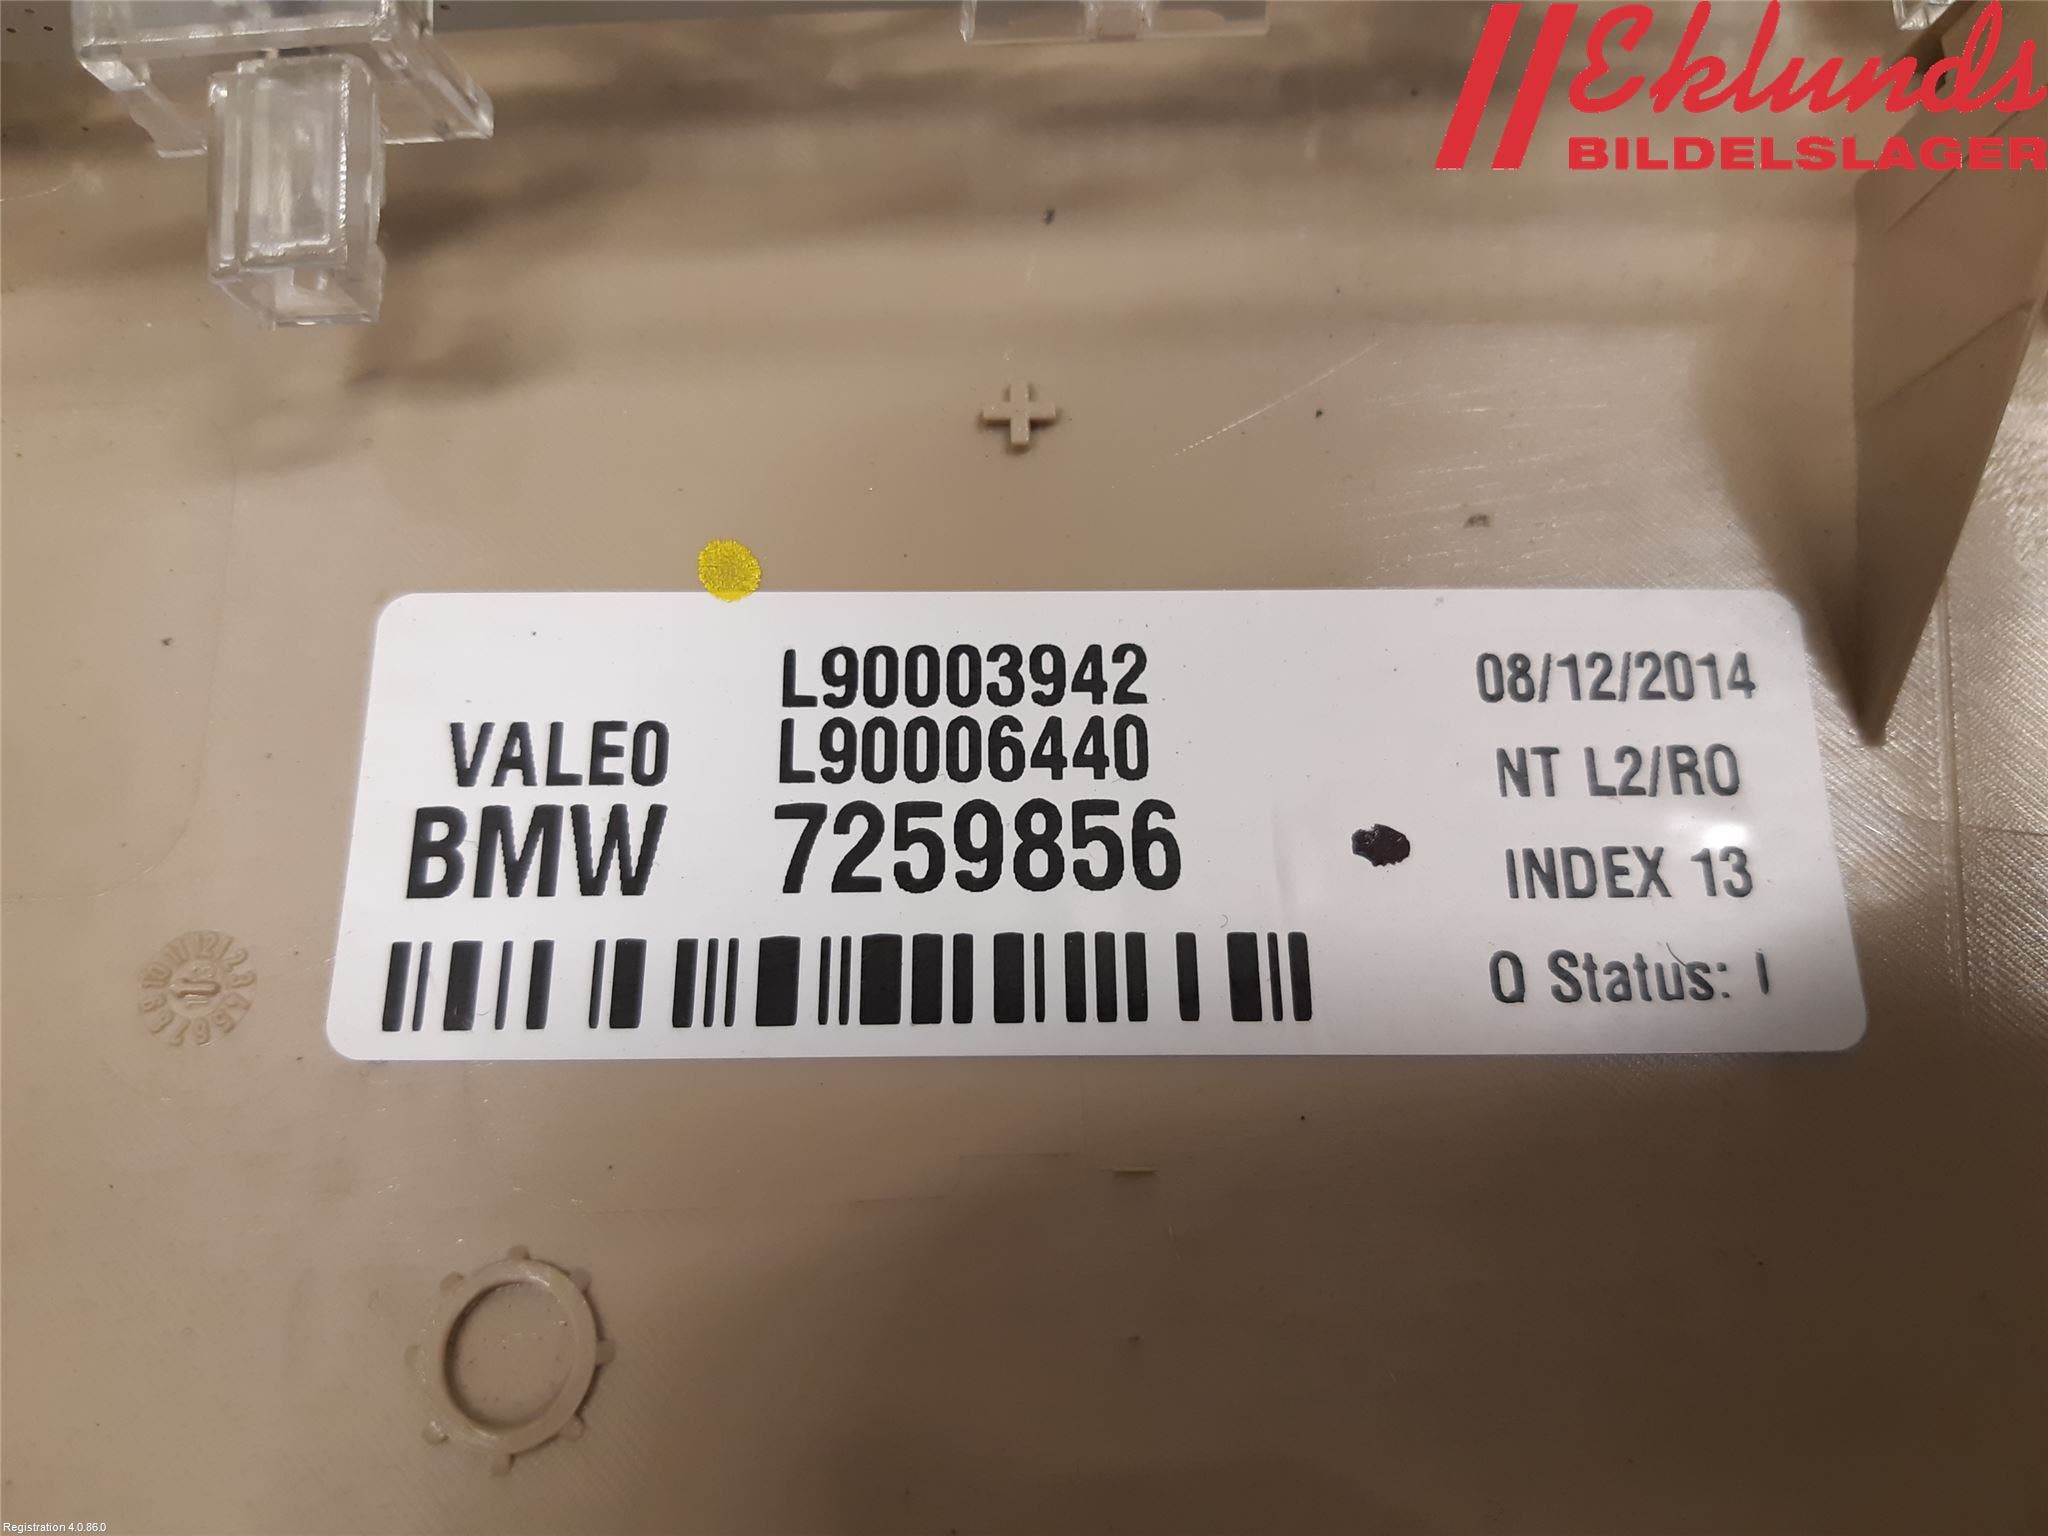 Eklunds
BILDELSLAGER
L90003942
L90006440
VALEO
BMW 7259856
08/12/2014
NT L2/RO
INDEX 13
Q Status: I
Registration 4.0.86.0